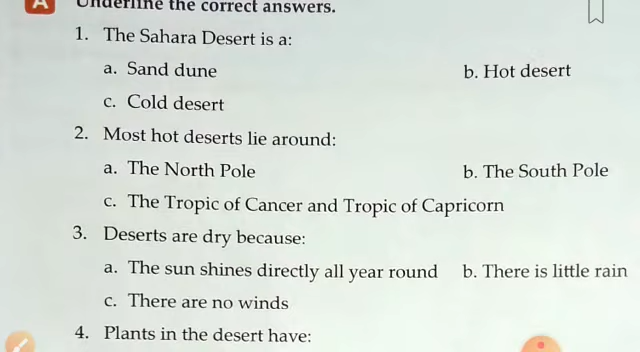 A Underline the correct answers.
1. The Sahara Desert is a:
a. Sand dune b. Hot desert
c. Cold desert
2. Most hot deserts lie around:
a. The North Pole b. The South Pole
c. The Tropic of Cancer and Tropic of Capricorn
3. Deserts are dry because:
a. The sun shines directly all year round b. There is little rain
c. There are no winds
4. Plants in the desert have: